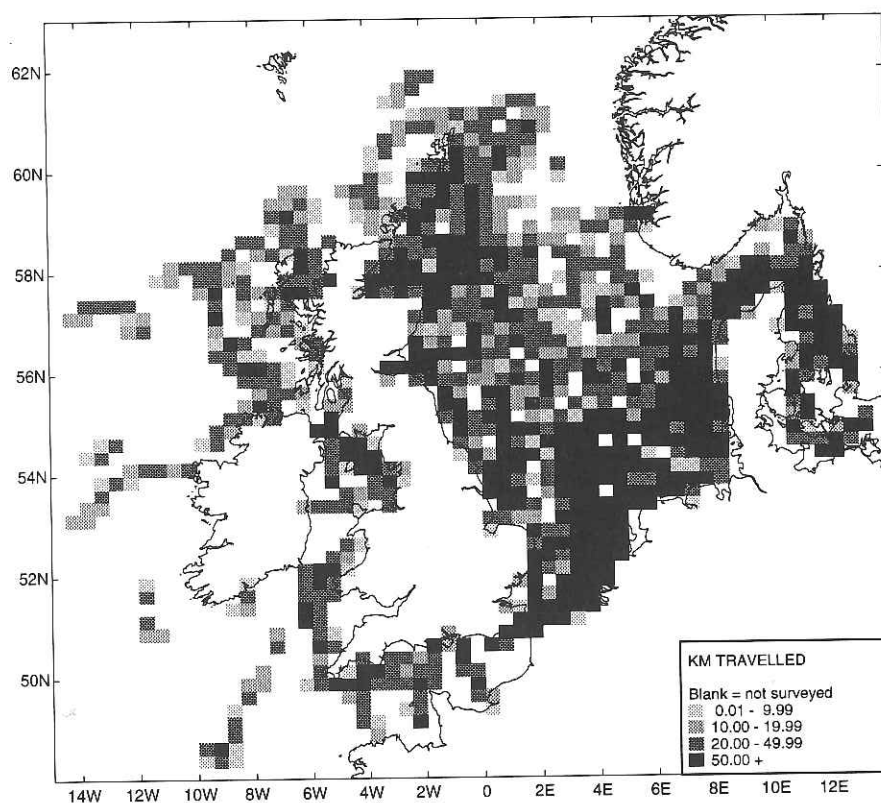 62N
60N
58N
56N
54N
52N
50N
KM TRAVELLED
Blank = not surveyed
0.01 - 9.99
10.00 - 19.99
20.00 - 49.99
50.00 +
14W 12W 10W 8W 6W 4W 2W 0 2E 4E 6E 8E 10E 12E